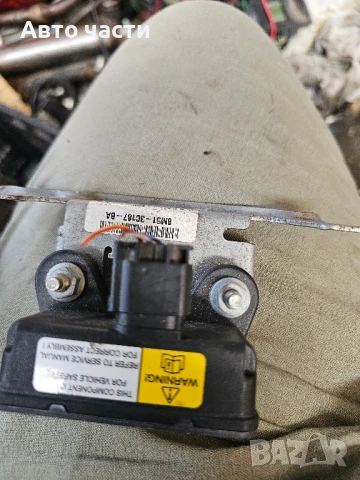 Авто части
8M51-3C187-BA
WARNING!
THIS COMPONENT IS
FOR VEHICLE SAFETY
REFER TO SERVICE MANUAL
FOR CORRECT ASSEMBLY!
BAZAR